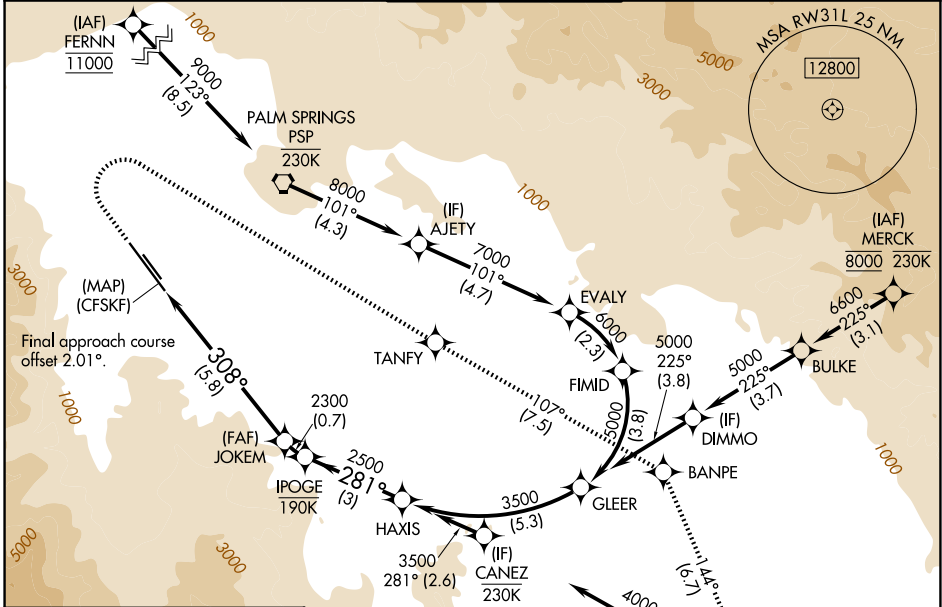 (IAF)
FERNN
11000
1000
9000
123°
(8.5)
PALM SPRINGS
PSP
230K
8000
101°
(4.3)
(IF)
AJETY
7000
101°
(4.7)
EVALY
6000
(2.3)
FIMID
5000
(3.8)
1000
3000
5000
MSA RW31L 25 NM
12800
(IAF)
MERCK
8000 230K
6600
225°
(3.1)
BULKE
5000
225°
(3.7)
(IF)
DIMMO
5000
225°
(3.8)
GLEER
BANPE
TANFY
107°
(7.5)
144°
(6.7)
3000
(MAP)
(CFSKF)
Final approach course
offset 2.01°.
308°
(5.8)
1000
(FAF)
JOKEM
2300
(0.7)
IPOGE
190K
2500
281°
(3)
HAXIS
3500
(5.3)
3500
281° (2.6)
(IF)
CANEZ
230K
4000
1000
5000
3000